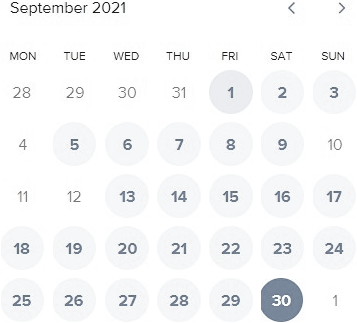 September 2021
MON TUE WED THU FRI SAT SUN
28 29 30 31 1 2 3
4 5 6 7 8 9 10
11 12 13 14 15 16 17
18 19 20 21 22 23 24
25 26 27 28 29 30 1